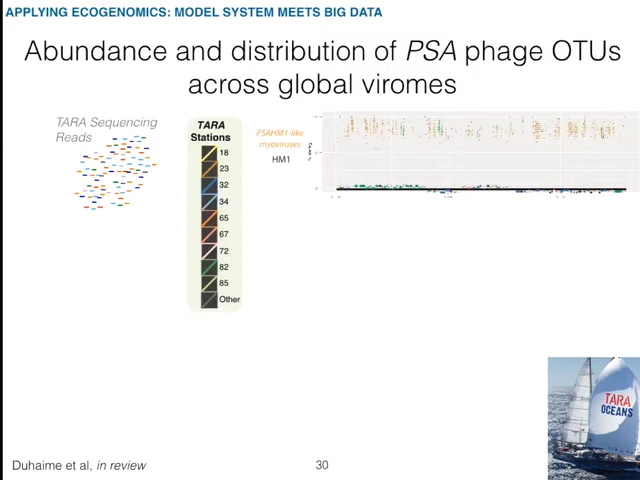 APPLYING ECOGENOMICS: MODEL SYSTEM MEETS BIG DATA
Abundance and distribution of PSA phage OTUs
across global viromes
TARA Sequencing
Reads
TARA
Stations
18
23
32
34
65
67
72
82
85
Other
PSAHM1-like
myoviruses
HM1
TARA
OCEANS
Duhaime et al, in review
30